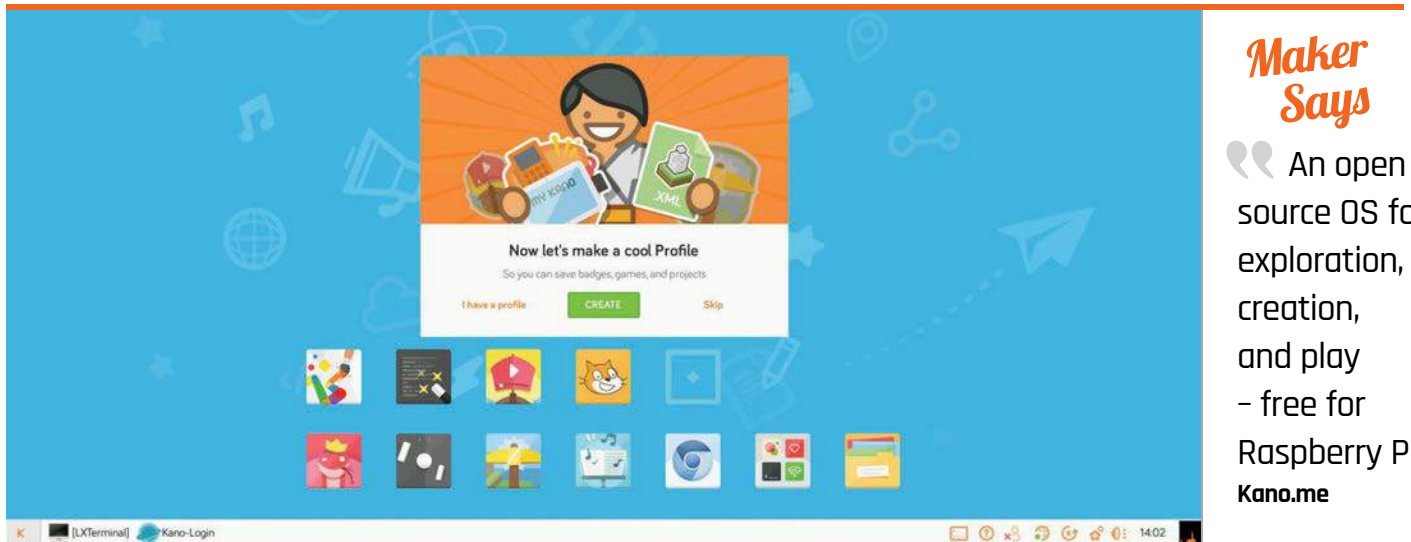 MY KANO
XML
Now let's make a cool Profile
So you can save badges, games, and projects
I have a profile
CREATE
Skip
K
[LXTerminal]
Kano-Login
14:02
Maker
Says
An open
source OS
exploration,
creation,
and play
– free for
Raspberry
Kano.me